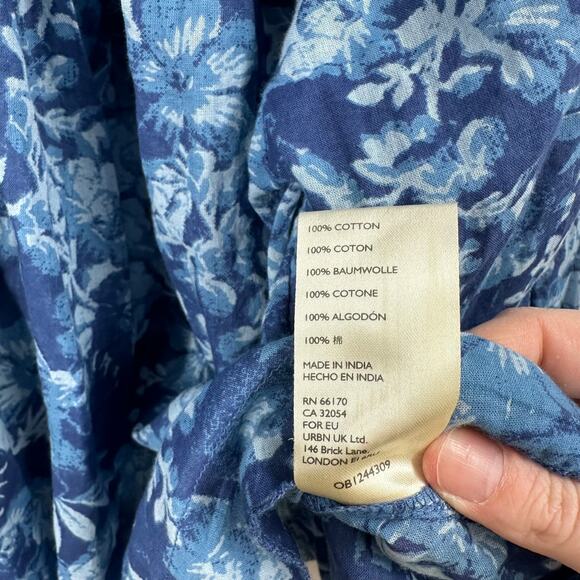 100% COTTON
100% COTON
100% BAUMWOLLE
100% COTONE
100% ALGODÓN
100% 棉
MADE IN INDIA
HECHO EN INDIA
RN 66170
CA 32054
FOR EU
URBN UK Ltd.
146 Brick Lane,
LONDON
OB1244309